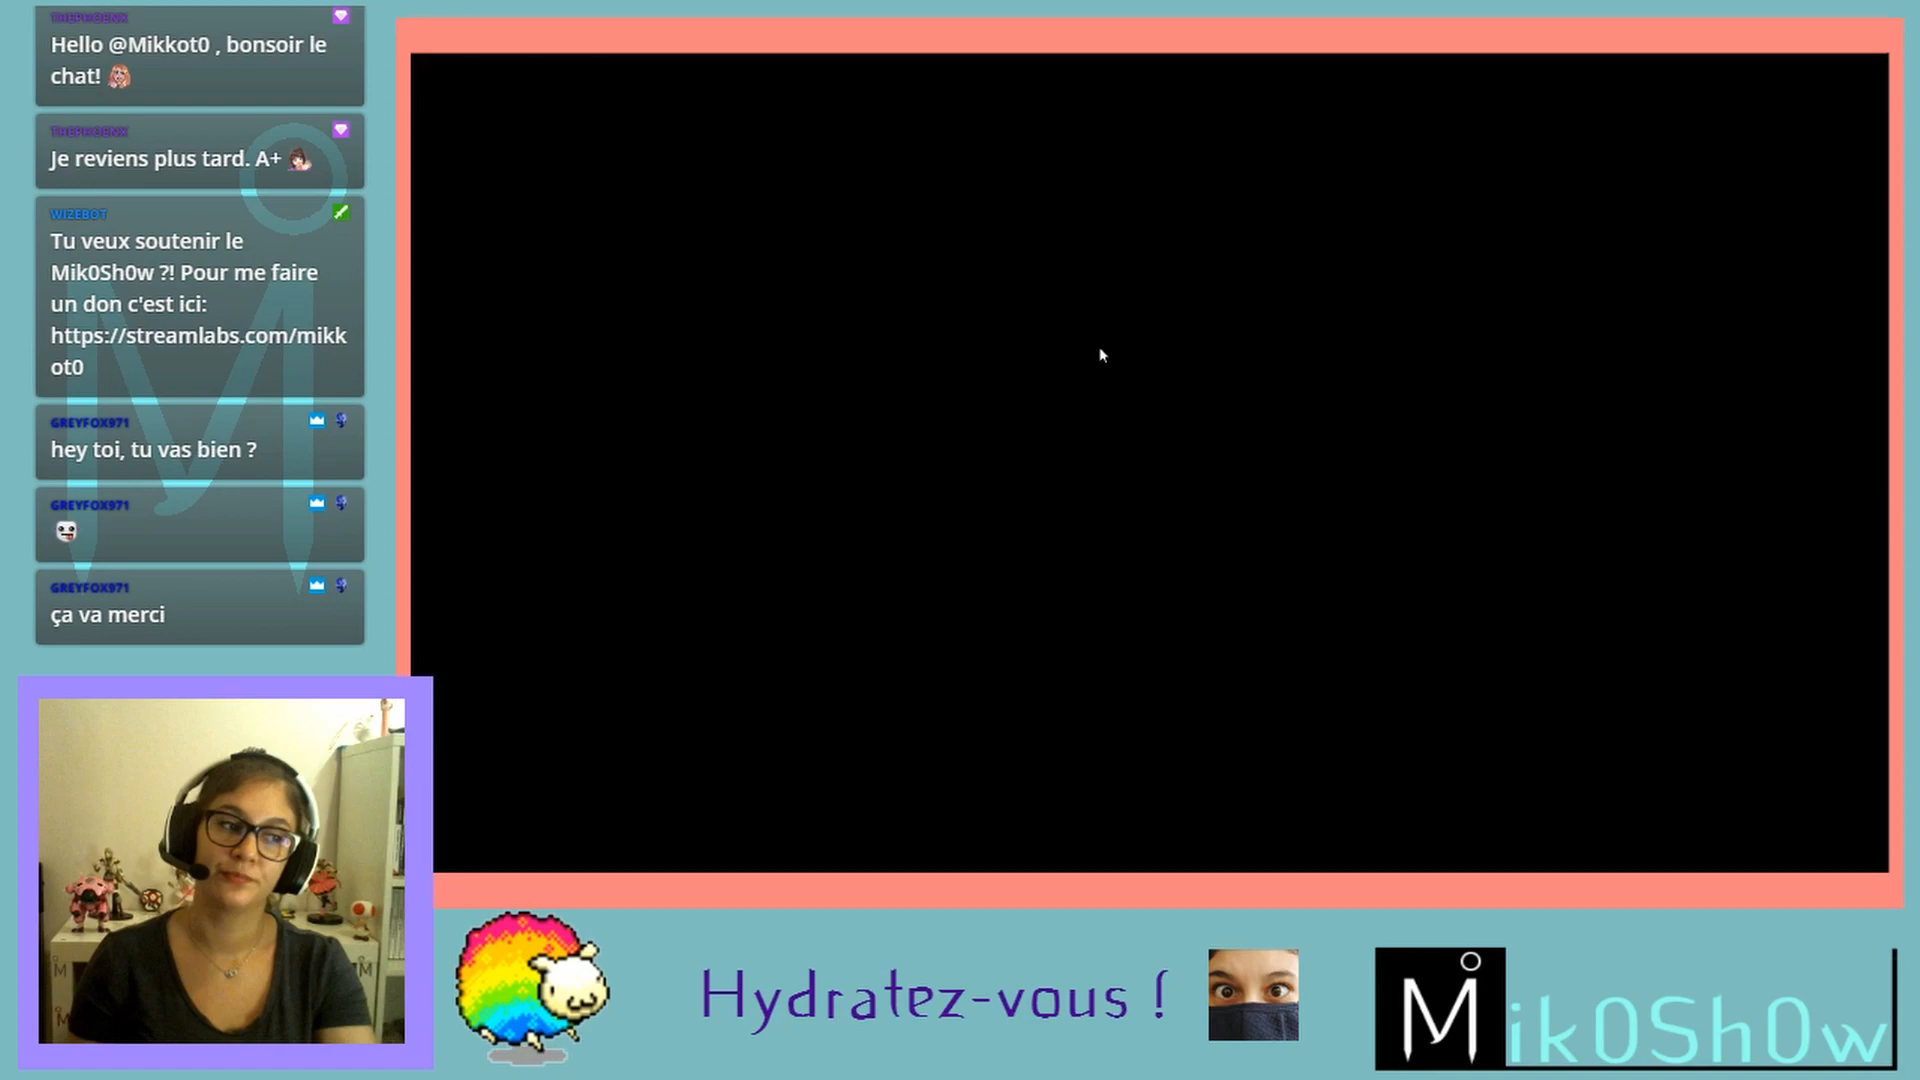 THEPHOENX
Hello @Mikkot0 , bonsoir le
chat!
THEPHOENX
Je reviens plus tard. A+
WIZEBOT
Tu veux soutenir le
Mik0Sh0w ?! Pour me faire
un don c'est ici:
https://streamlabs.com/mikk
ot0
GREYFOX971
hey toi, tu vas bien ?
GREYFOX971
GREYFOX971
ça va merci
Hydratez-vous !
Mik0Sh0w